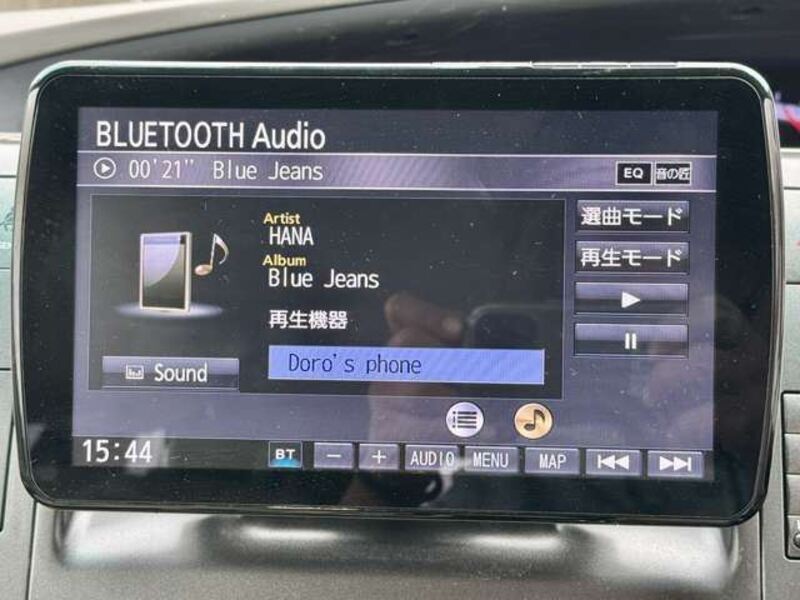 BLUETOOTH Audio
00'21" Blue Jeans
EQ 音の匠
Artist
HANA
Album
Blue Jeans
再生機器
Doro's phone
Sound
選曲モード
再生モード
15:44
BT
- + AUDIO MENU MAP